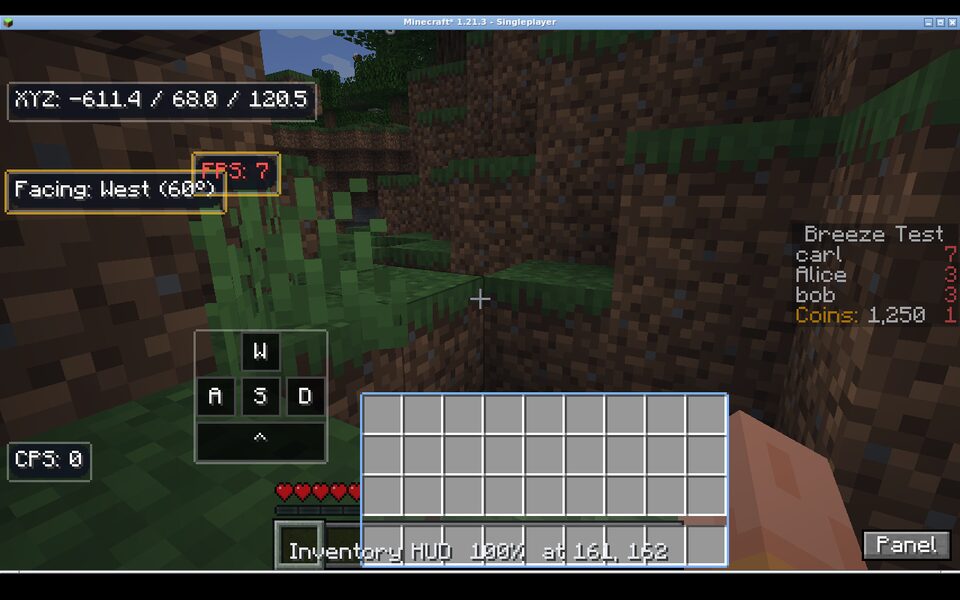 Minecraft* 1.21.3 - Singleplayer
XYZ: -611.4 / 68.0 / 120.5
FPS: 7
Facing: West (60º)
Breeze Test
carl 7
Alice 3
bob 3
Coins: 1,250 1
W
A S D
^
CPS: 0
Inventory HUD 100% at 161, 162
Panel